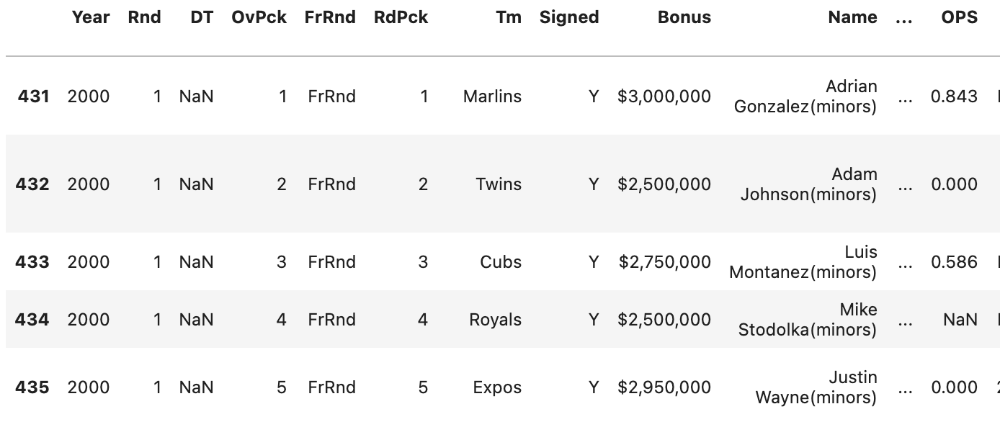 Year Rnd DT OvPck FrRnd RdPck Tm Signed Bonus Name ... OPS
431 2000 1 NaN 1 FrRnd 1 Marlins Y $3,000,000 Adrian Gonzalez(minors) ... 0.843
432 2000 1 NaN 2 FrRnd 2 Twins Y $2,500,000 Adam Johnson(minors) ... 0.000
433 2000 1 NaN 3 FrRnd 3 Cubs Y $2,750,000 Luis Montanez(minors) ... 0.586
434 2000 1 NaN 4 FrRnd 4 Royals Y $2,500,000 Mike Stodolka(minors) ... NaN
435 2000 1 NaN 5 FrRnd 5 Expos Y $2,950,000 Justin Wayne(minors) ... 0.000